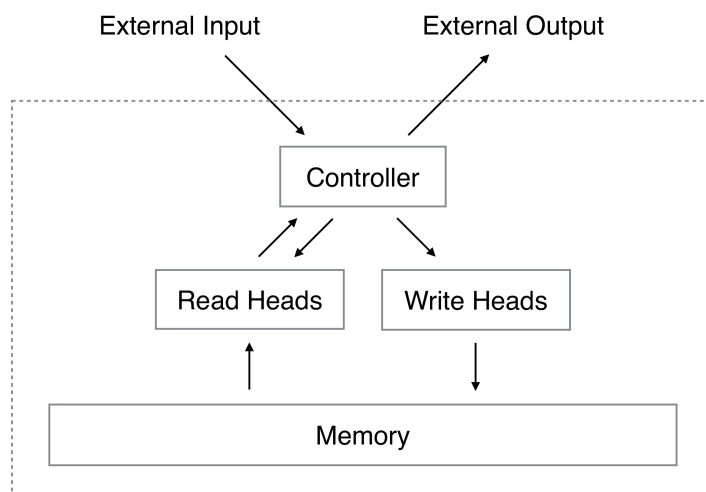 External Input
External Output
Controller
Read Heads
Write Heads
Memory